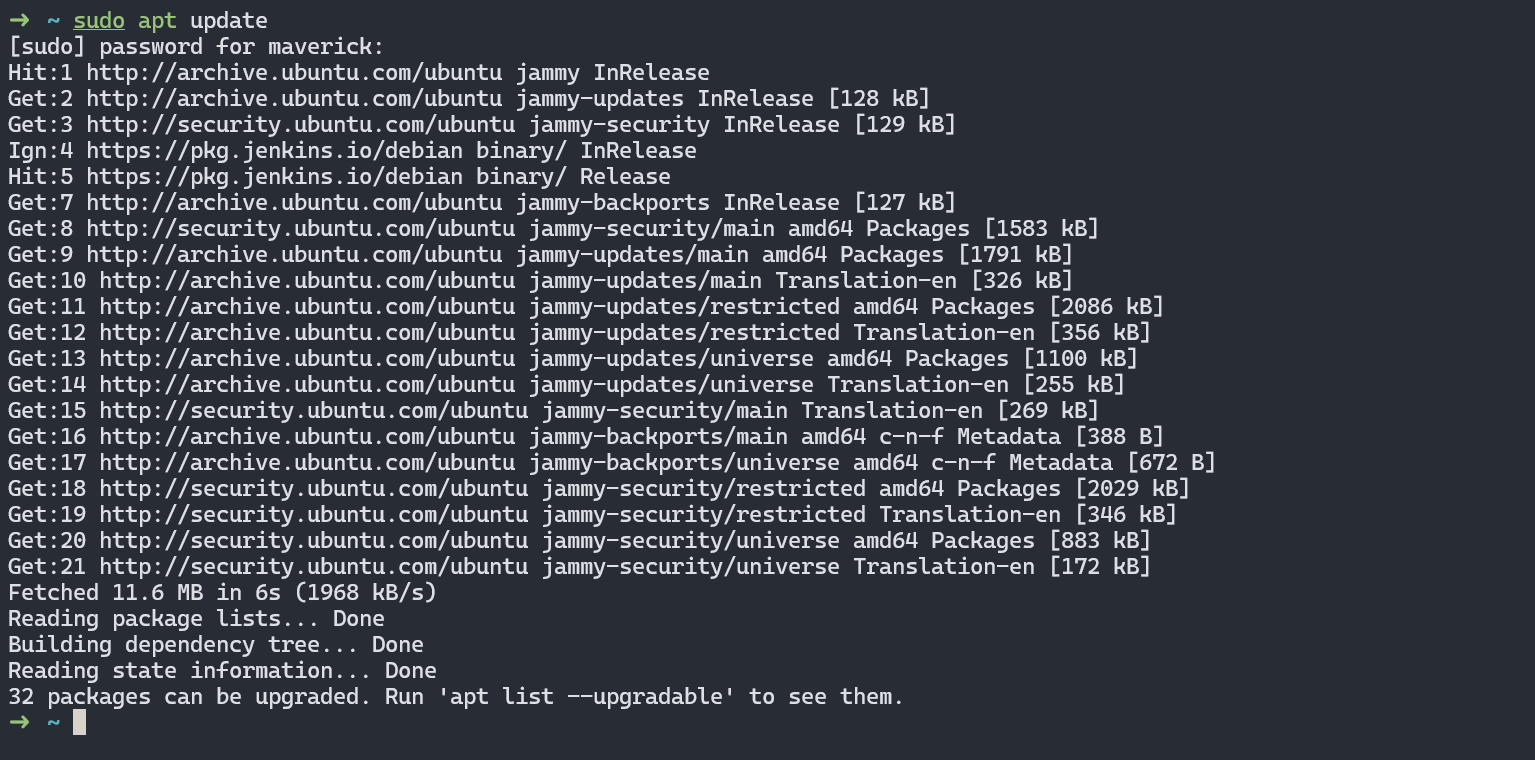 ➜ ~ sudo apt update
[sudo] password for maverick:
Hit:1 http://archive.ubuntu.com/ubuntu jammy InRelease
Get:2 http://archive.ubuntu.com/ubuntu jammy-updates InRelease [128 kB]
Get:3 http://security.ubuntu.com/ubuntu jammy-security InRelease [129 kB]
Ign:4 https://pkg.jenkins.io/debian binary/ InRelease
Hit:5 https://pkg.jenkins.io/debian binary/ Release
Get:7 http://archive.ubuntu.com/ubuntu jammy-backports InRelease [127 kB]
Get:8 http://security.ubuntu.com/ubuntu jammy-security/main amd64 Packages [1583 kB]
Get:9 http://archive.ubuntu.com/ubuntu jammy-updates/main amd64 Packages [1791 kB]
Get:10 http://archive.ubuntu.com/ubuntu jammy-updates/main Translation-en [326 kB]
Get:11 http://archive.ubuntu.com/ubuntu jammy-updates/restricted amd64 Packages [2086 kB]
Get:12 http://archive.ubuntu.com/ubuntu jammy-updates/restricted Translation-en [356 kB]
Get:13 http://archive.ubuntu.com/ubuntu jammy-updates/universe amd64 Packages [1100 kB]
Get:14 http://archive.ubuntu.com/ubuntu jammy-updates/universe Translation-en [255 kB]
Get:15 http://security.ubuntu.com/ubuntu jammy-security/main Translation-en [269 kB]
Get:16 http://archive.ubuntu.com/ubuntu jammy-backports/main amd64 c-n-f Metadata [388 B]
Get:17 http://archive.ubuntu.com/ubuntu jammy-backports/universe amd64 c-n-f Metadata [672 B]
Get:18 http://security.ubuntu.com/ubuntu jammy-security/restricted amd64 Packages [2029 kB]
Get:19 http://security.ubuntu.com/ubuntu jammy-security/restricted Translation-en [346 kB]
Get:20 http://security.ubuntu.com/ubuntu jammy-security/universe amd64 Packages [883 kB]
Get:21 http://security.ubuntu.com/ubuntu jammy-security/universe Translation-en [172 kB]
Fetched 11.6 MB in 6s (1968 kB/s)
Reading package lists... Done
Building dependency tree... Done
Reading state information... Done
32 packages can be upgraded. Run 'apt list --upgradable' to see them.
➜ ~